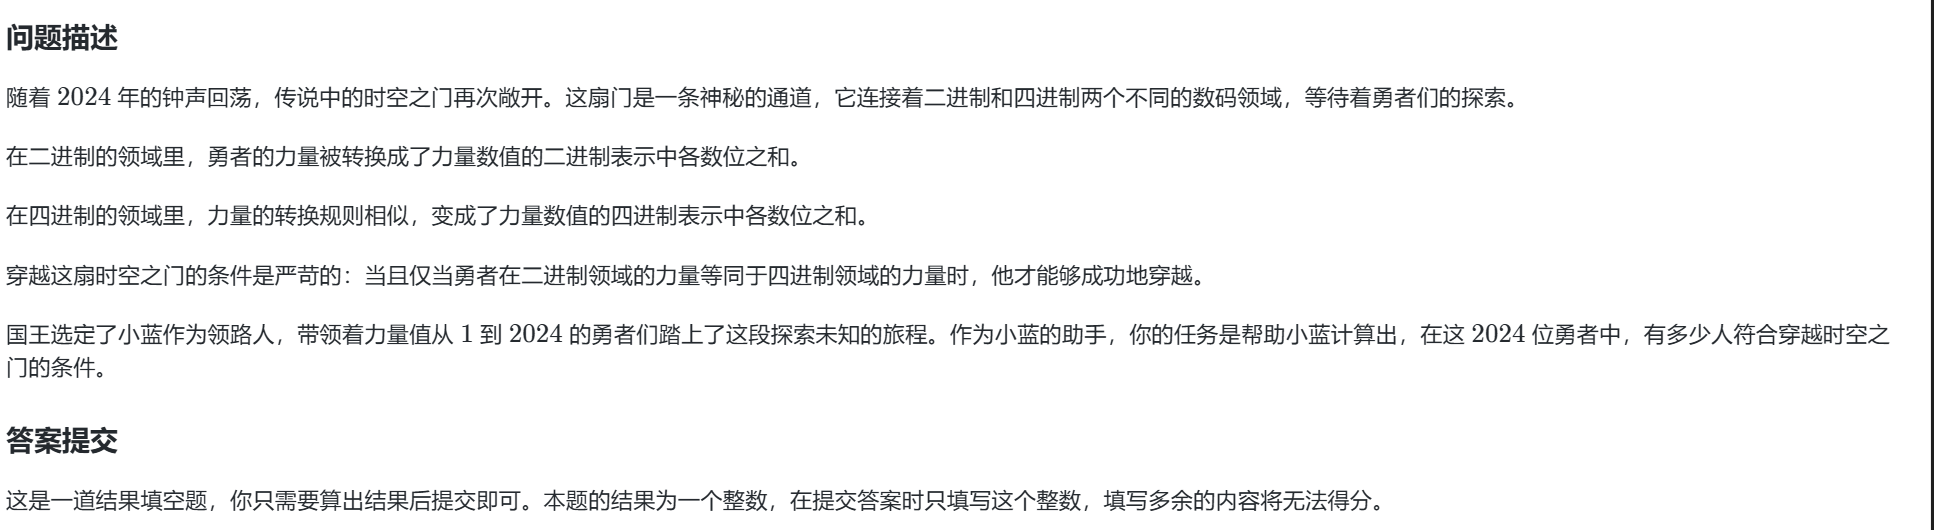 问题描述
随着 2024 年的钟声回荡，传说中的时空之门再次敞开。这扇门是一条神秘的通道，它连接着二进制和四进制两个不同的数码领域，等待着勇者们的探索。
在二进制的领域里，勇者的力量被转换成了力量数值的二进制表示中各数位之和。
在四进制的领域里，力量的转换规则相似，变成了力量数值的四进制表示中各数位之和。
穿越这扇时空之门的条件是严苛的：当且仅当勇者在二进制领域的力量等同于四进制领域的力量时，他才能够成功地穿越。
国王选定了小蓝作为领路人，带领着力量值从 1 到 2024 的勇者们踏上了这段探索未知的旅程。作为小蓝的助手，你的任务是帮助小蓝计算出，在这 2024 位勇者中，有多少人符合穿越时空之
门的条件。
答案提交
这是一道结果填空题，你只需要算出结果后提交即可。本题的结果为一个整数，在提交答案时只填写这个整数，填写多余的内容将无法得分。